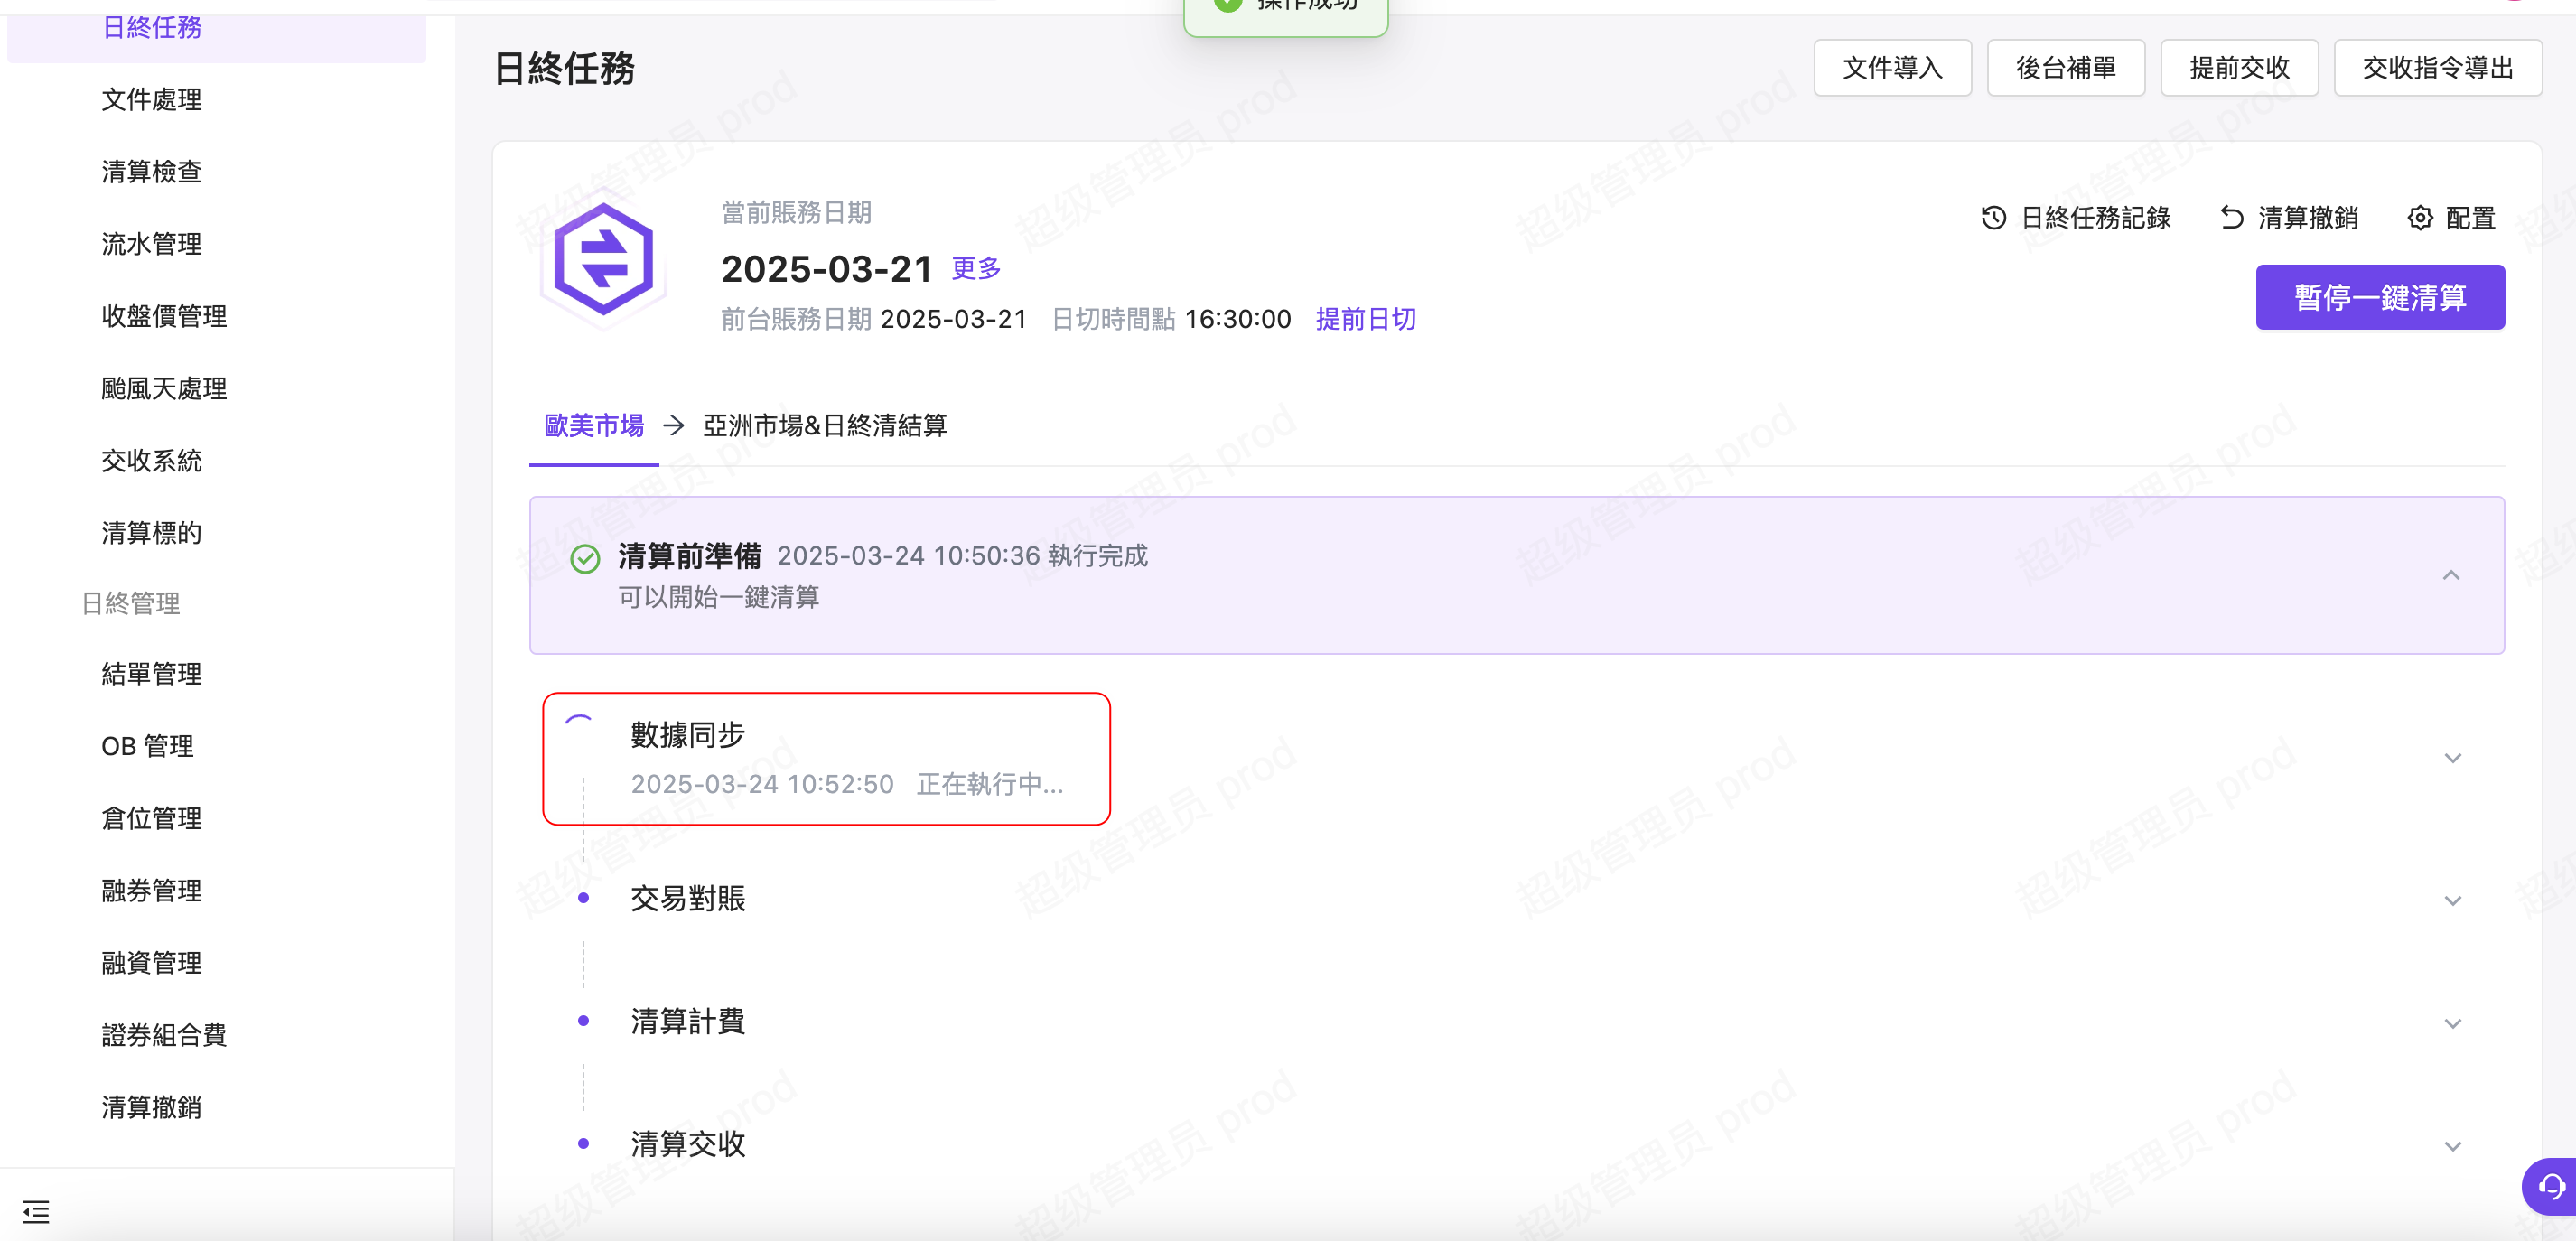 操作成功
日終任務
文件處理
清算檢查
流水管理
收盤價管理
颱風天處理
交收系統
清算標的
日終管理
結單管理
OB 管理
倉位管理
融券管理
融資管理
證券組合費
清算撤銷
日終任務
文件導入
後台補單
提前交收
交收指令導出
當前賬務日期
2025-03-21 更多
前台賬務日期 2025-03-21 日切時間點 16:30:00 提前日切
日終任務記錄
清算撤銷
配置
暫停一鍵清算
歐美市場
亞洲市場&日終清結算
清算前準備 2025-03-24 10:50:36 執行完成
可以開始一鍵清算
數據同步
2025-03-24 10:52:50 正在執行中...
交易對賬
清算計費
清算交收
超级管理员 prod